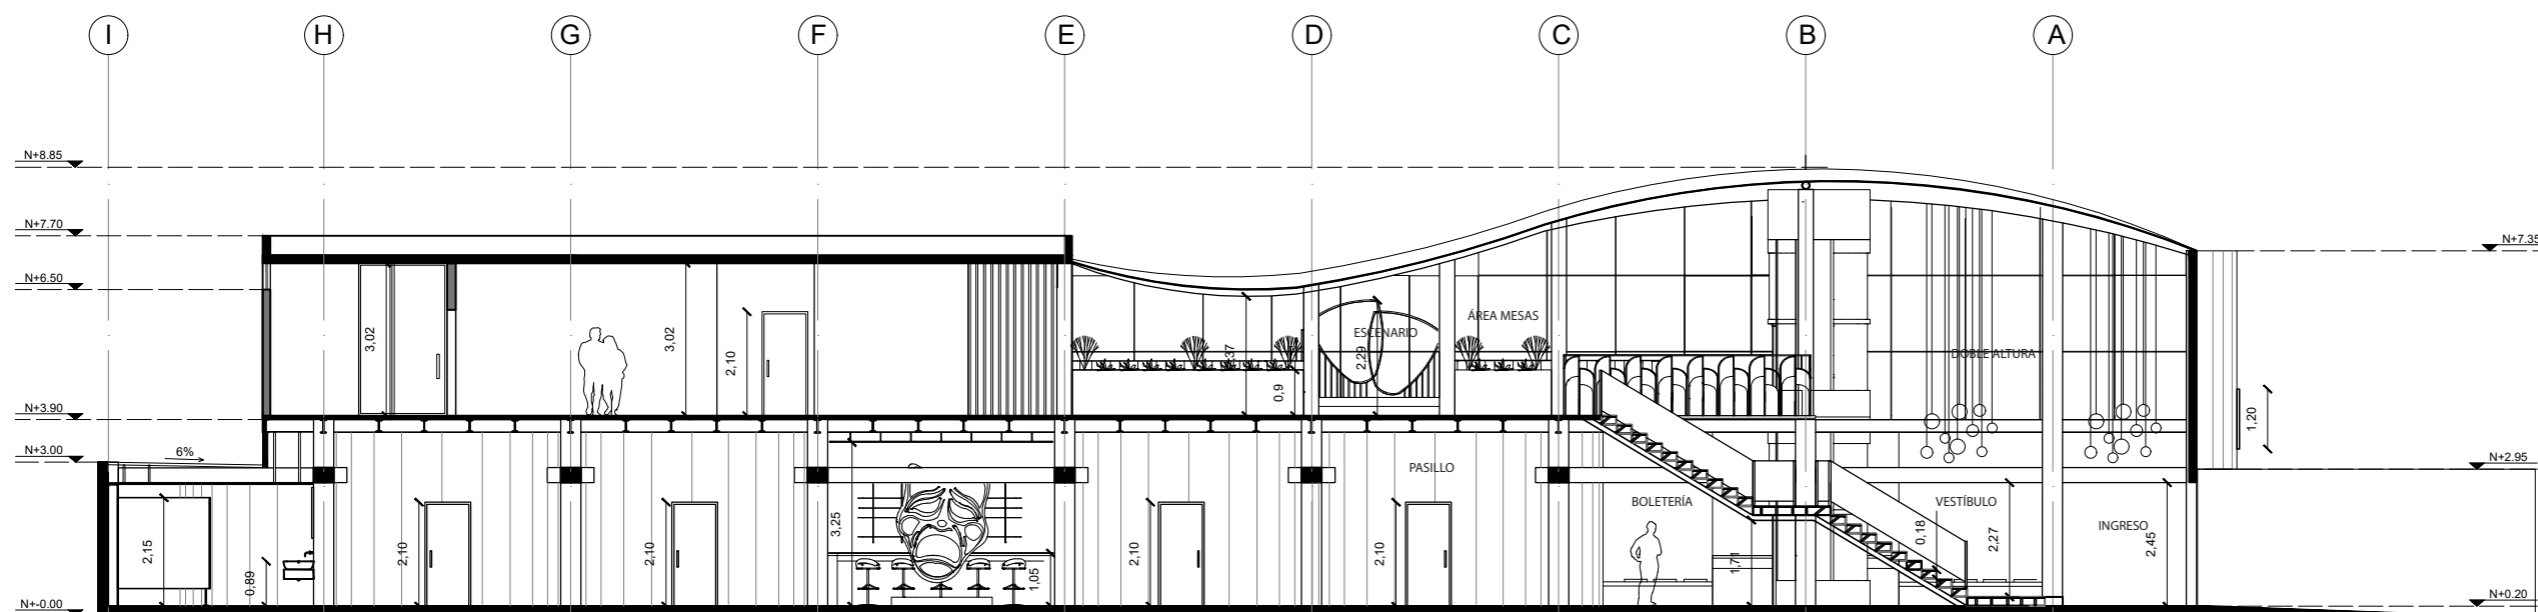 I H G F E D C B A
N+8.85
N+7.70
N+7.35
N+6.50
ÁREA MESAS
ESCENARIO
DOBLE ALTURA
3,02
3,02
2,10
2,29
0,9
N+3.90
1,20
N+3.00
6%
N+2.95
PASILLO
BOLETERÍA
VESTÍBULO
INGRESO
2,15
0,89
2,10
2,10
3,25
1,05
2,10
2,10
1,71
0,18
2,27
2,45
N+-0.00
N+0.20